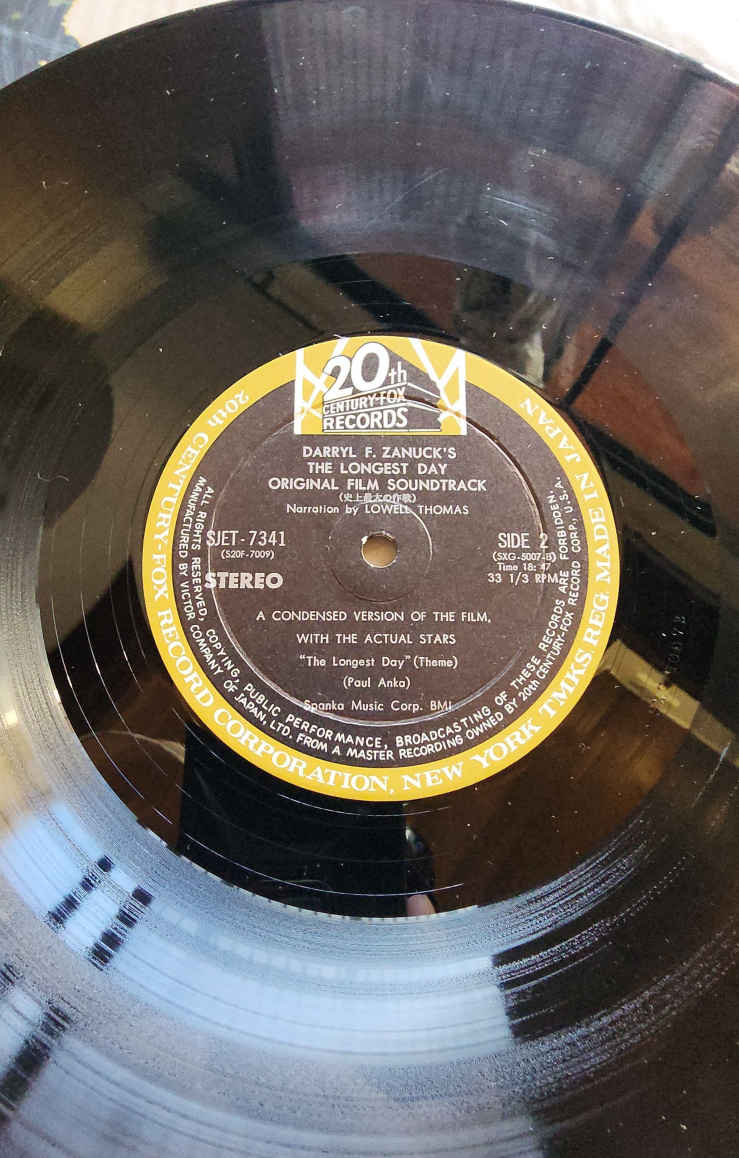 20th
CENTURY-FOX
RECORDS
DARRYL F. ZANUCK'S
THE LONGEST DAY
ORIGINAL FILM SOUNDTRACK
(史上最大の作戦)
Narration by LOWELL THOMAS
SJET-7341
(S20F-7009)
STEREO
SIDE 2
(SXG-5007-B)
Time 18: 47
33 1/3 RPM
A CONDENSED VERSION OF THE FILM,
WITH THE ACTUAL STARS
"The Longest Day" (Theme)
(Paul Anka)
Spanka Music Corp. BMI
ALL RIGHTS RESERVED, COPYING, PUBLIC PERFORMANCE, BROADCASTING OF THESE RECORDS ARE FORBIDDEN.
MANUFACTURED BY VICTOR COMPANY OF JAPAN, LTD. FROM A MASTER RECORDING OWNED BY 20th CENTURY-FOX RECORD CORP., U.S.A.
20th CENTURY-FOX RECORD CORPORATION, NEW YORK TMKS. REG. MADE IN JAPAN